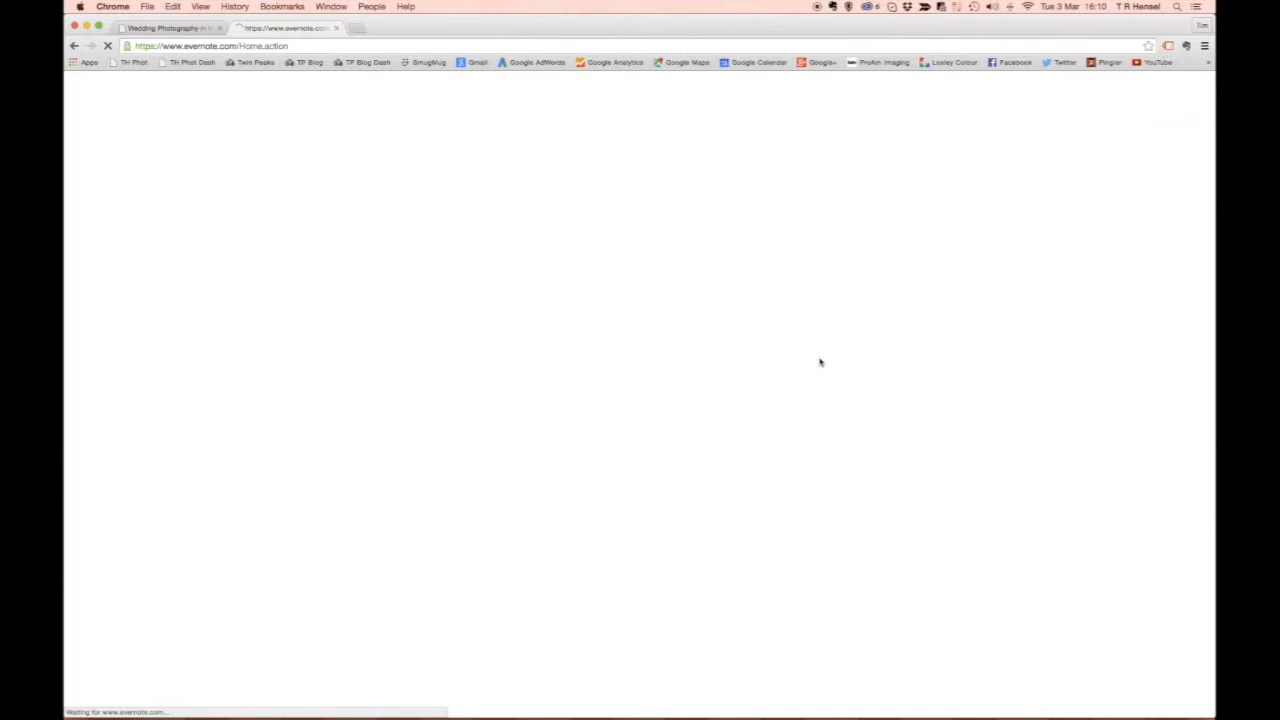 Chrome File Edit View History Bookmarks Window People Help 6 Tue 3 Mar 16:10 T R Hensel
Wedding Photography in M https://www.evernote.com Tim
https://www.evernote.com/Home.action
Apps TH Phot TH Phot Dash Twin Peaks TP Blog TP Blog Dash SmugMug Gmail Google AdWords Google Analytics Google Maps Google Calendar Google+ ProAm Imaging Loxley Colour Facebook Twitter Pingler YouTube »
Waiting for www.evernote.com...